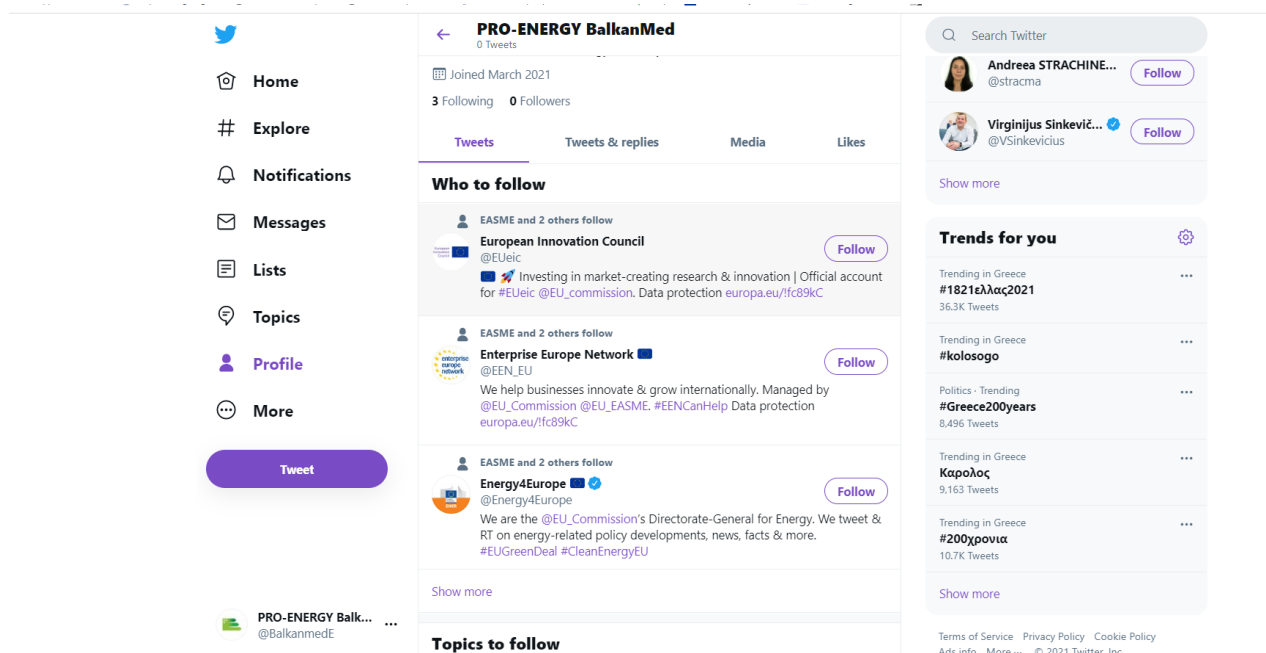 Home
Explore
Notifications
Messages
Lists
Topics
Profile
More
Tweet
PRO-ENERGY Balk...
@BalkanmedE
PRO-ENERGY BalkanMed
0 Tweets
Joined March 2021
3 Following 0 Followers
Tweets Tweets & replies Media Likes
Who to follow
EASME and 2 others follow
European Innovation Council
@EUeic
Follow
Investing in market-creating research & innovation | Official account
for #EUeic @EU_commission. Data protection europa.eu/!fc89kC
EASME and 2 others follow
Enterprise Europe Network
@EEN_EU
Follow
enterprise
europe
network
We help businesses innovate & grow internationally. Managed by
@EU_Commission @EU_EASME. #EENCanHelp Data protection
europa.eu/!fc89kC
EASME and 2 others follow
Energy4Europe
@Energy4Europe
Follow
We are the @EU_Commission's Directorate-General for Energy. We tweet &
RT on energy-related policy developments, news, facts & more.
#EUGreenDeal #CleanEnergyEU
Show more
Topics to follow
Search Twitter
Andreea STRACHINE...
@stracma
Follow
Virginijus Sinkevič...
@VSinkevicius
Follow
Show more
Trends for you
Trending in Greece
#1821ελλας2021
36.3K Tweets
Trending in Greece
#kolosogo
Politics · Trending
#Greece200years
8,496 Tweets
Trending in Greece
Καρολος
9,163 Tweets
Trending in Greece
#200χρονια
10.7K Tweets
Show more
Terms of Service Privacy Policy Cookie Policy
Ads info More ... © 2021 Twitter, Inc.